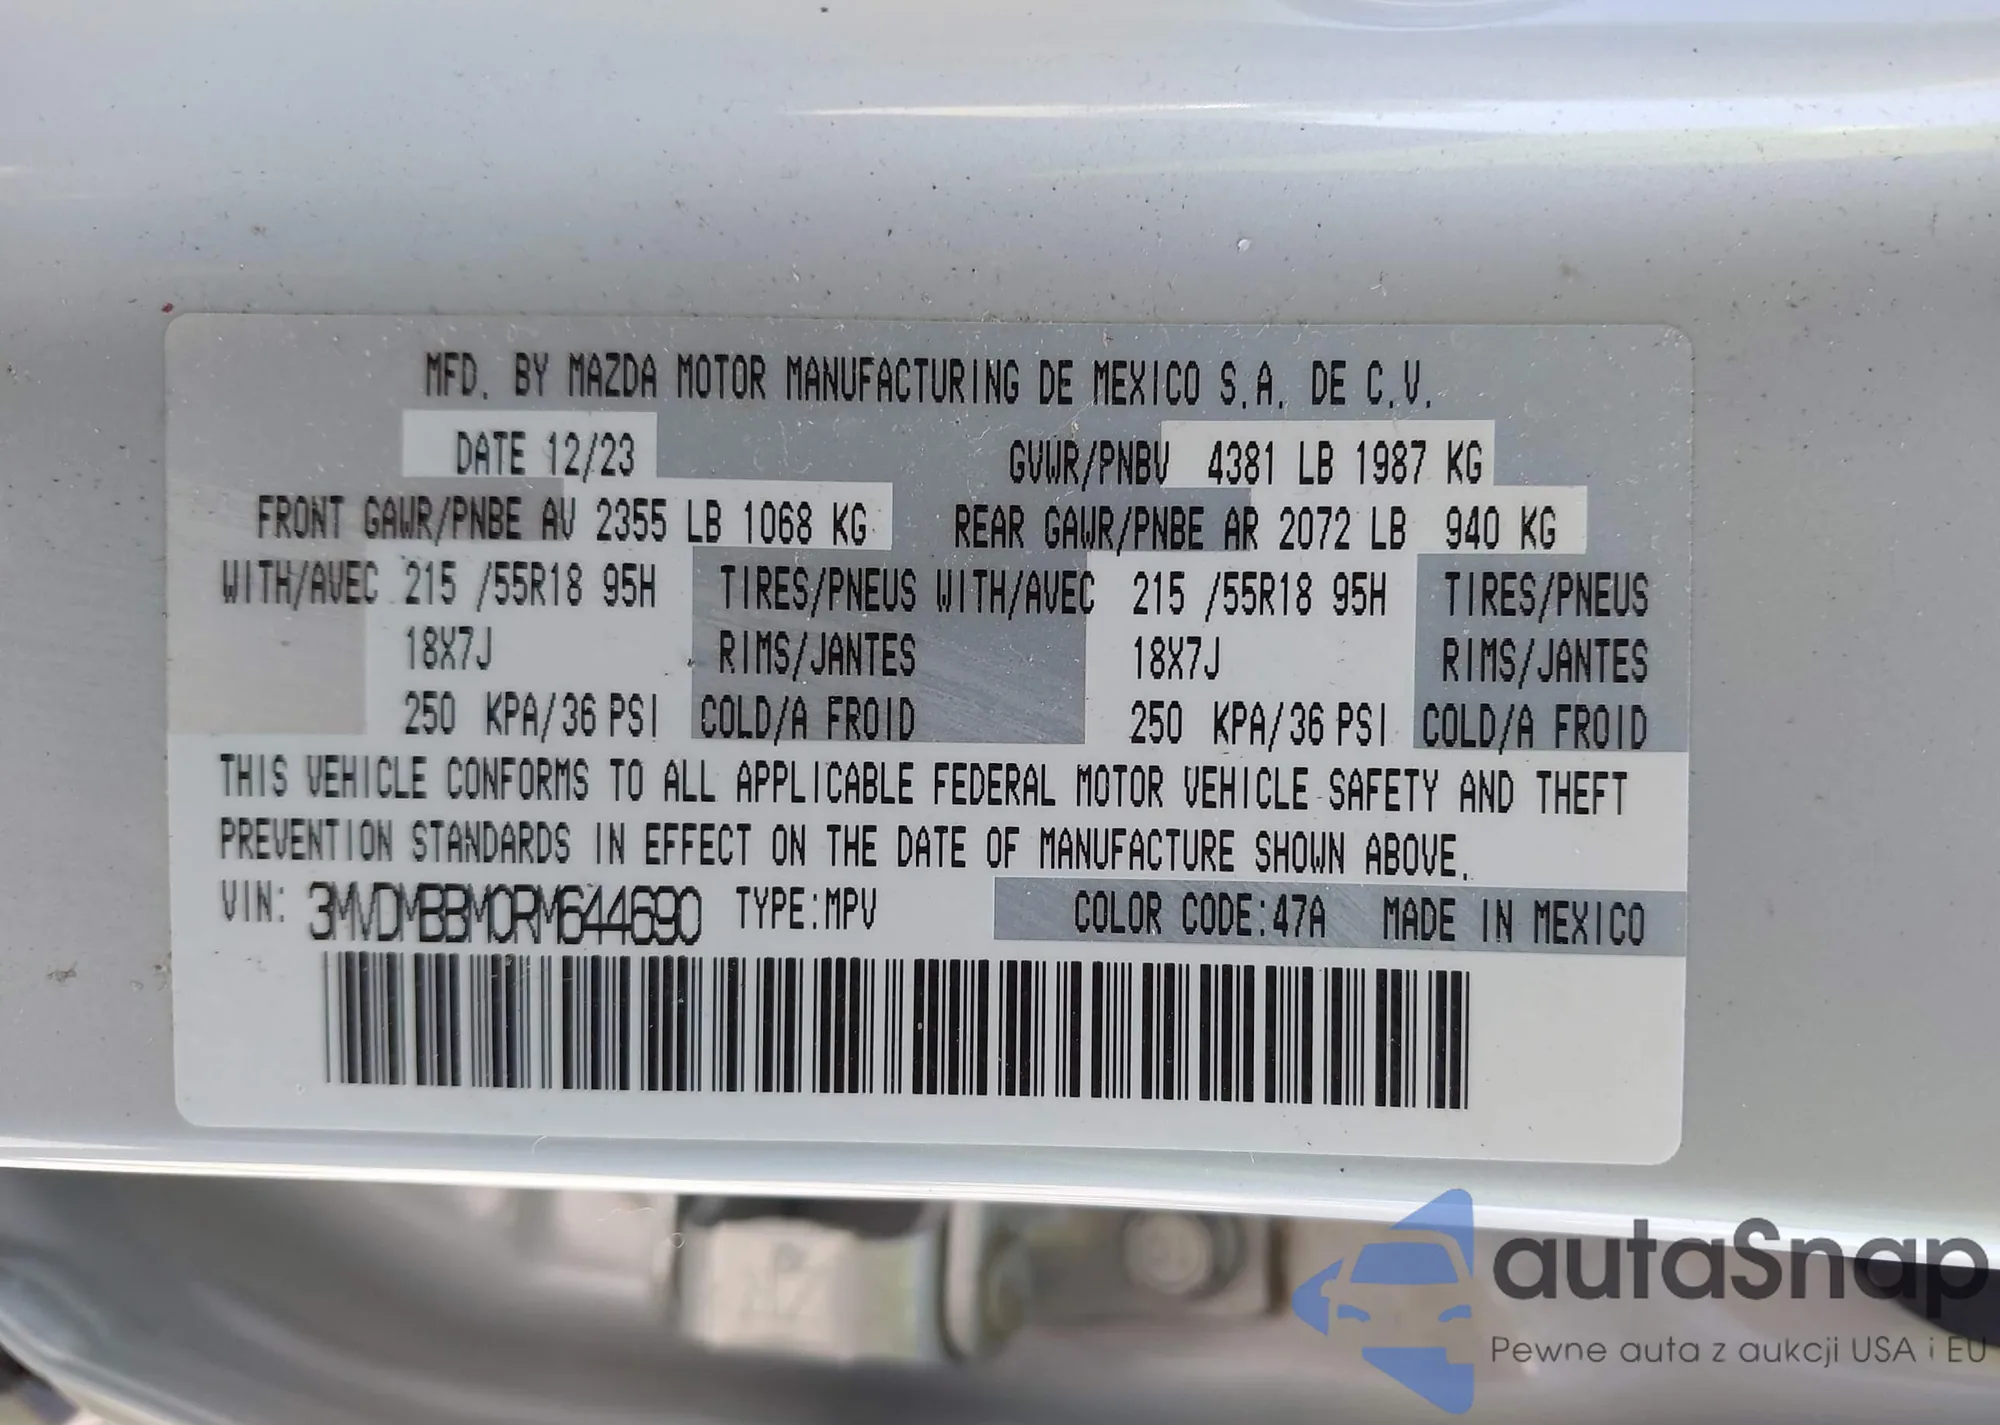 MFD. BY MAZDA MOTOR MANUFACTURING DE MEXICO S.A. DE C.V.
DATE 12/23 GVWR/PNBV 4381 LB 1987 KG
FRONT GAWR/PNBE AV 2355 LB 1068 KG REAR GAWR/PNBE AR 2072 LB 940 KG
WITH/AVEC 215 /55R18 95H TIRES/PNEUS WITH/AVEC 215 /55R18 95H TIRES/PNEUS
18X7J RIMS/JANTES 18X7J RIMS/JANTES
250 KPA/36 PSI COLD/A FROID 250 KPA/36 PSI COLD/A FROID
THIS VEHICLE CONFORMS TO ALL APPLICABLE FEDERAL MOTOR VEHICLE SAFETY AND THEFT
PREVENTION STANDARDS IN EFFECT ON THE DATE OF MANUFACTURE SHOWN ABOVE.
VIN: 3MVDMBBM0RM644690 TYPE:MPV COLOR CODE:47A MADE IN MEXICO
autaSnap
Pewne auta z aukcji USA i EU